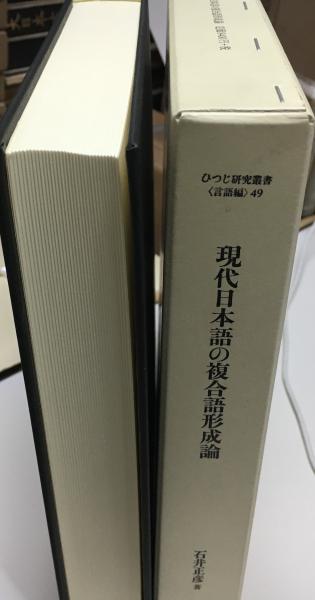 ひつじ研究叢書
〈言語編〉49
現代日本語の複合語形成論
石井正彦 著